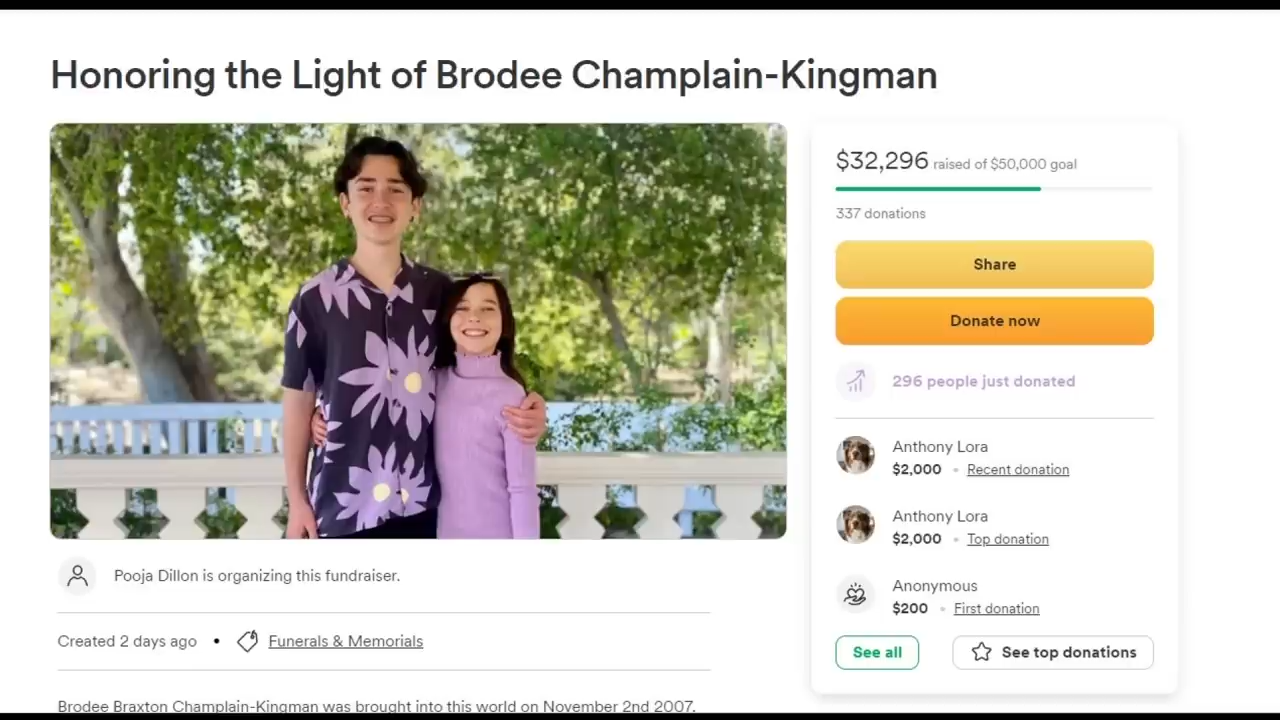 Honoring the Light of Brodee Champlain-Kingman
$32,296 raised of $50,000 goal
337 donations
Share
Donate now
296 people just donated
Anthony Lora
$2,000 • Recent donation
Anthony Lora
$2,000 • Top donation
Anonymous
$200 • First donation
See all
See top donations
Pooja Dillon is organizing this fundraiser.
Created 2 days ago • Funerals & Memorials
Brodee Braxton Champlain-Kingman was brought into this world on November 2nd 2007.